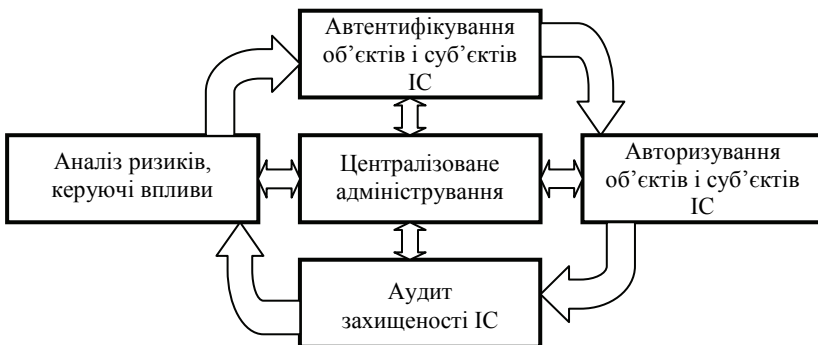 Автентифікування
об’єктів і суб’єктів
ІС
Аналіз ризиків,
керуючі впливи
Централізоване
адміністрування
Авторизування
об’єктів і суб’єктів
ІС
Аудит
захищеності ІС